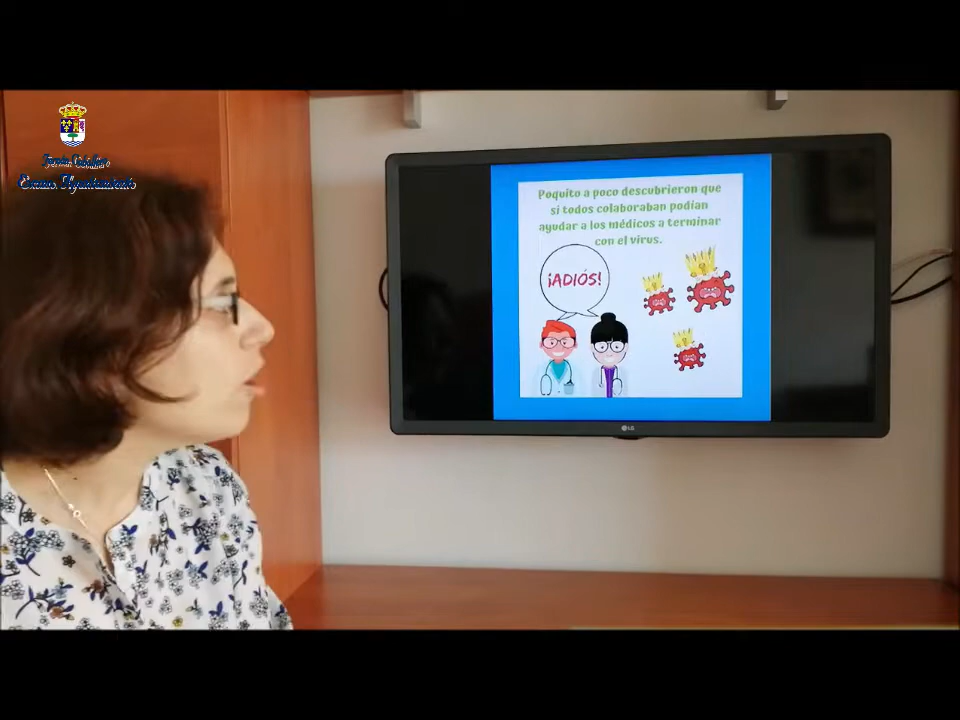 Excmo. Ayuntamiento
Poquito a poco descubrieron que
si todos colaboraban podían
ayudar a los médicos a terminar
con el virus.
¡ADIÓS!
LG